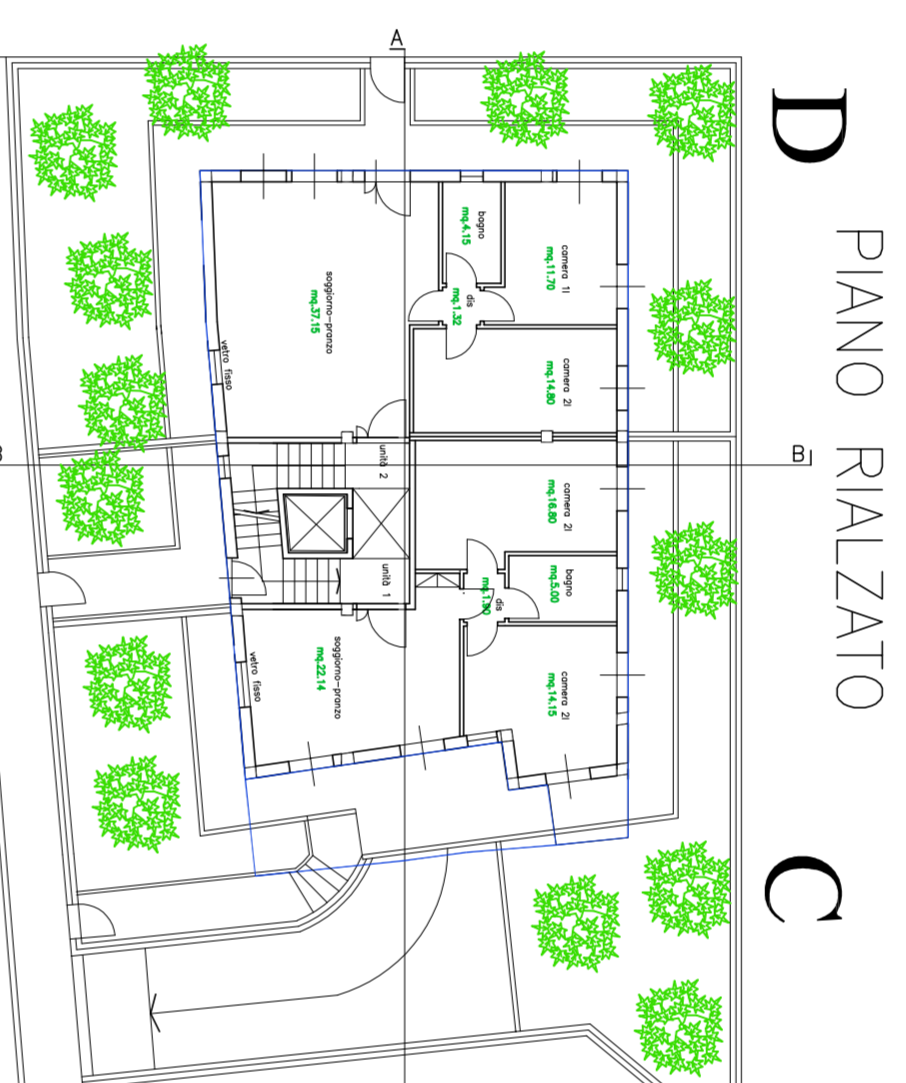 PIANO RIALZATO
D
C
A
B
bagno
mq.4.15
camera 1l
mq.11.70
dis
mq.1.32
camera 2l
mq.14.80
soggiorno-pranzo
mq.37.15
vetro fisso
unità 2
camera 2l
mq.16.80
bagno
mq.5.00
dis
unità 1
camera 2l
mq.14.15
soggiorno-pranzo
mq.22.14
vetro fisso